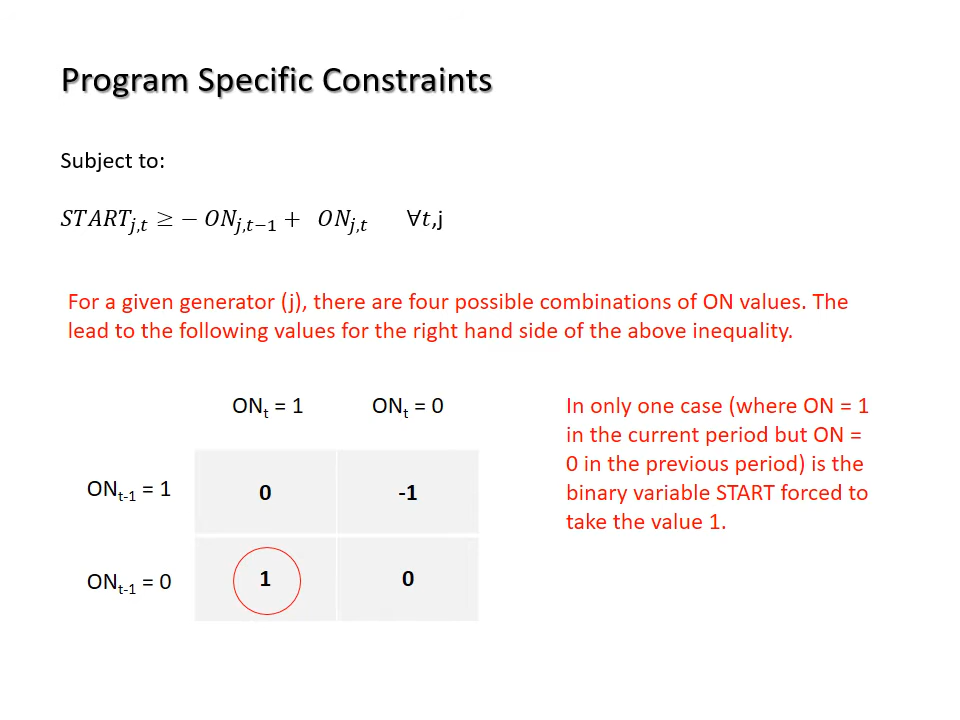 Program Specific Constraints
Subject to:
START_{j,t} ≥ − ON_{j,t−1} + ON_{j,t} ∀t,j
For a given generator (j), there are four possible combinations of ON values. The
lead to the following values for the right hand side of the above inequality.
ON_t = 1 ON_t = 0
ON_{t-1} = 1 0 -1
ON_{t-1} = 0 1 0
In only one case (where ON = 1
in the current period but ON =
0 in the previous period) is the
binary variable START forced to
take the value 1.